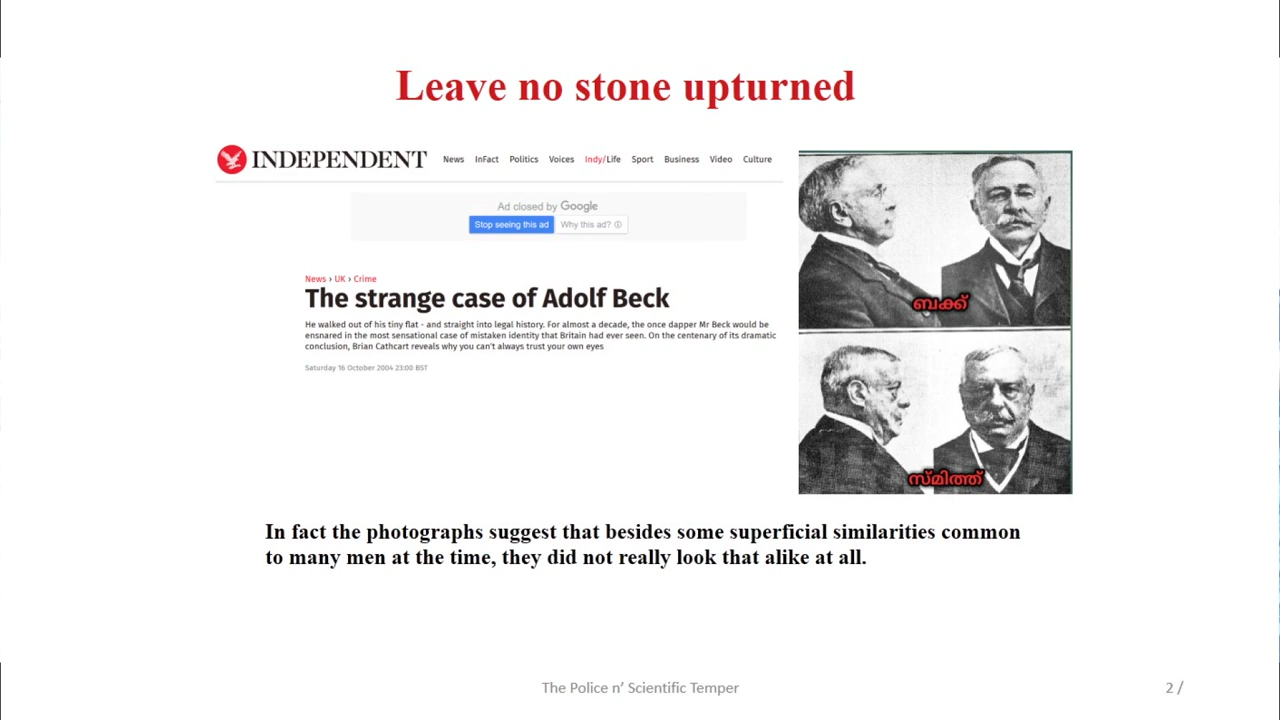 Leave no stone upturned
INDEPENDENT
News InFact Politics Voices Indy/Life Sport Business Video Culture
Ad closed by Google
Stop seeing this ad Why this ad?
News › UK › Crime
The strange case of Adolf Beck
He walked out of his tiny flat - and straight into legal history. For almost a decade, the once dapper Mr Beck would be
ensnared in the most sensational case of mistaken identity that Britain had ever seen. On the centenary of its dramatic
conclusion, Brian Cathcart reveals why you can't always trust your own eyes
Saturday 16 October 2004 23:00 BST
ബക്ക്
സ്മിത്ത്
In fact the photographs suggest that besides some superficial similarities common
to many men at the time, they did not really look that alike at all.
The Police n’ Scientific Temper
2 /